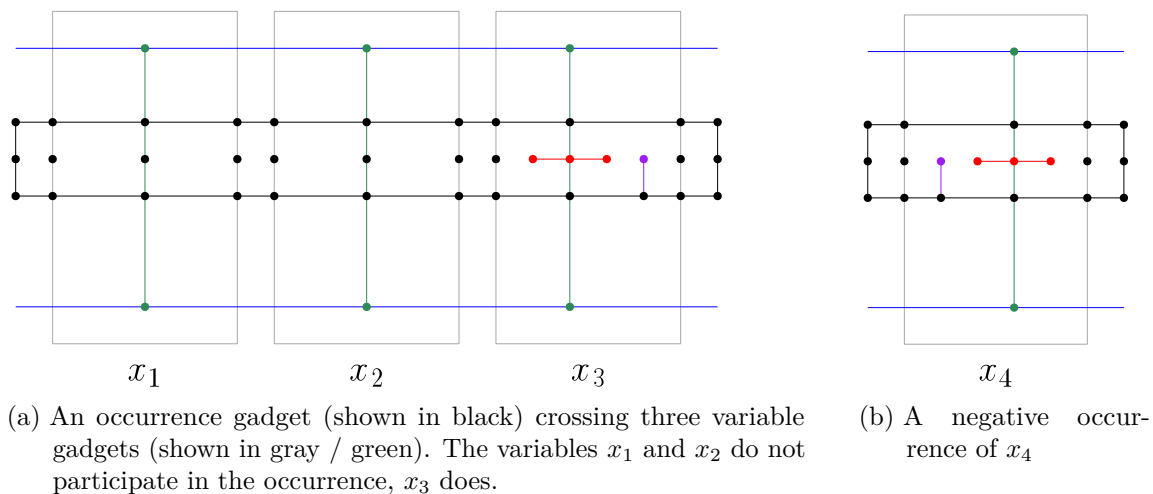 x₁ x₂ x₃ x₄
(a) An occurrence gadget (shown in black) crossing three variable
gadgets (shown in gray / green). The variables x₁ and x₂ do not
participate in the occurrence, x₃ does.
(b) A negative occur-
rence of x₄